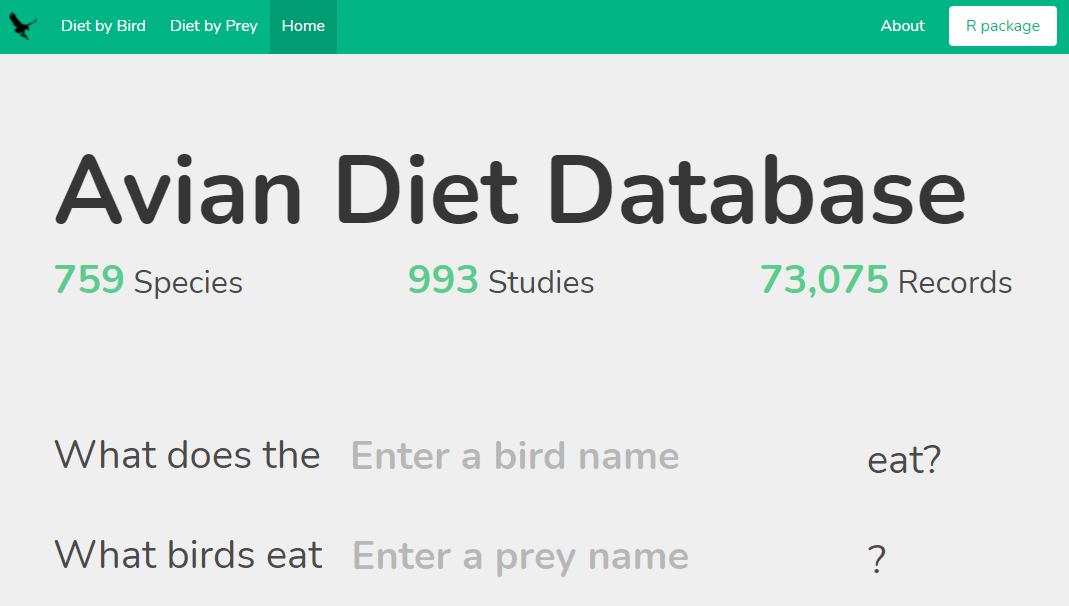 Diet by Bird Diet by Prey Home About R package
Avian Diet Database
759 Species 993 Studies 73,075 Records
What does the Enter a bird name eat?
What birds eat Enter a prey name ?